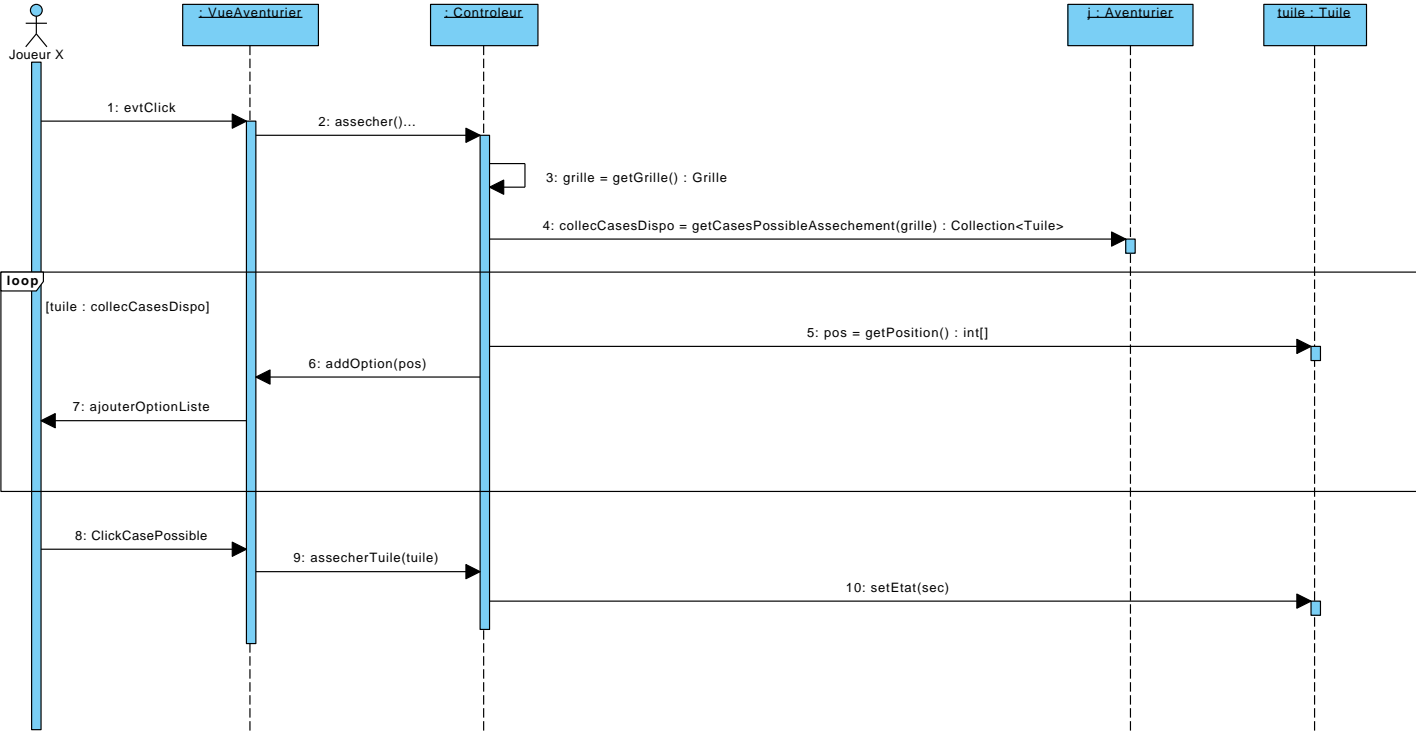 : VueAventurier
: Controleur
j : Aventurier
tuile : Tuile
Joueur X
1: evtClick
2: assecher()...
3: grille = getGrille() : Grille
4: collecCasesDispo = getCasesPossibleAssechement(grille) : Collection<Tuile>
loop
[tuile : collecCasesDispo]
5: pos = getPosition() : int[]
6: addOption(pos)
7: ajouterOptionListe
8: ClickCasePossible
9: assecherTuile(tuile)
10: setEtat(sec)